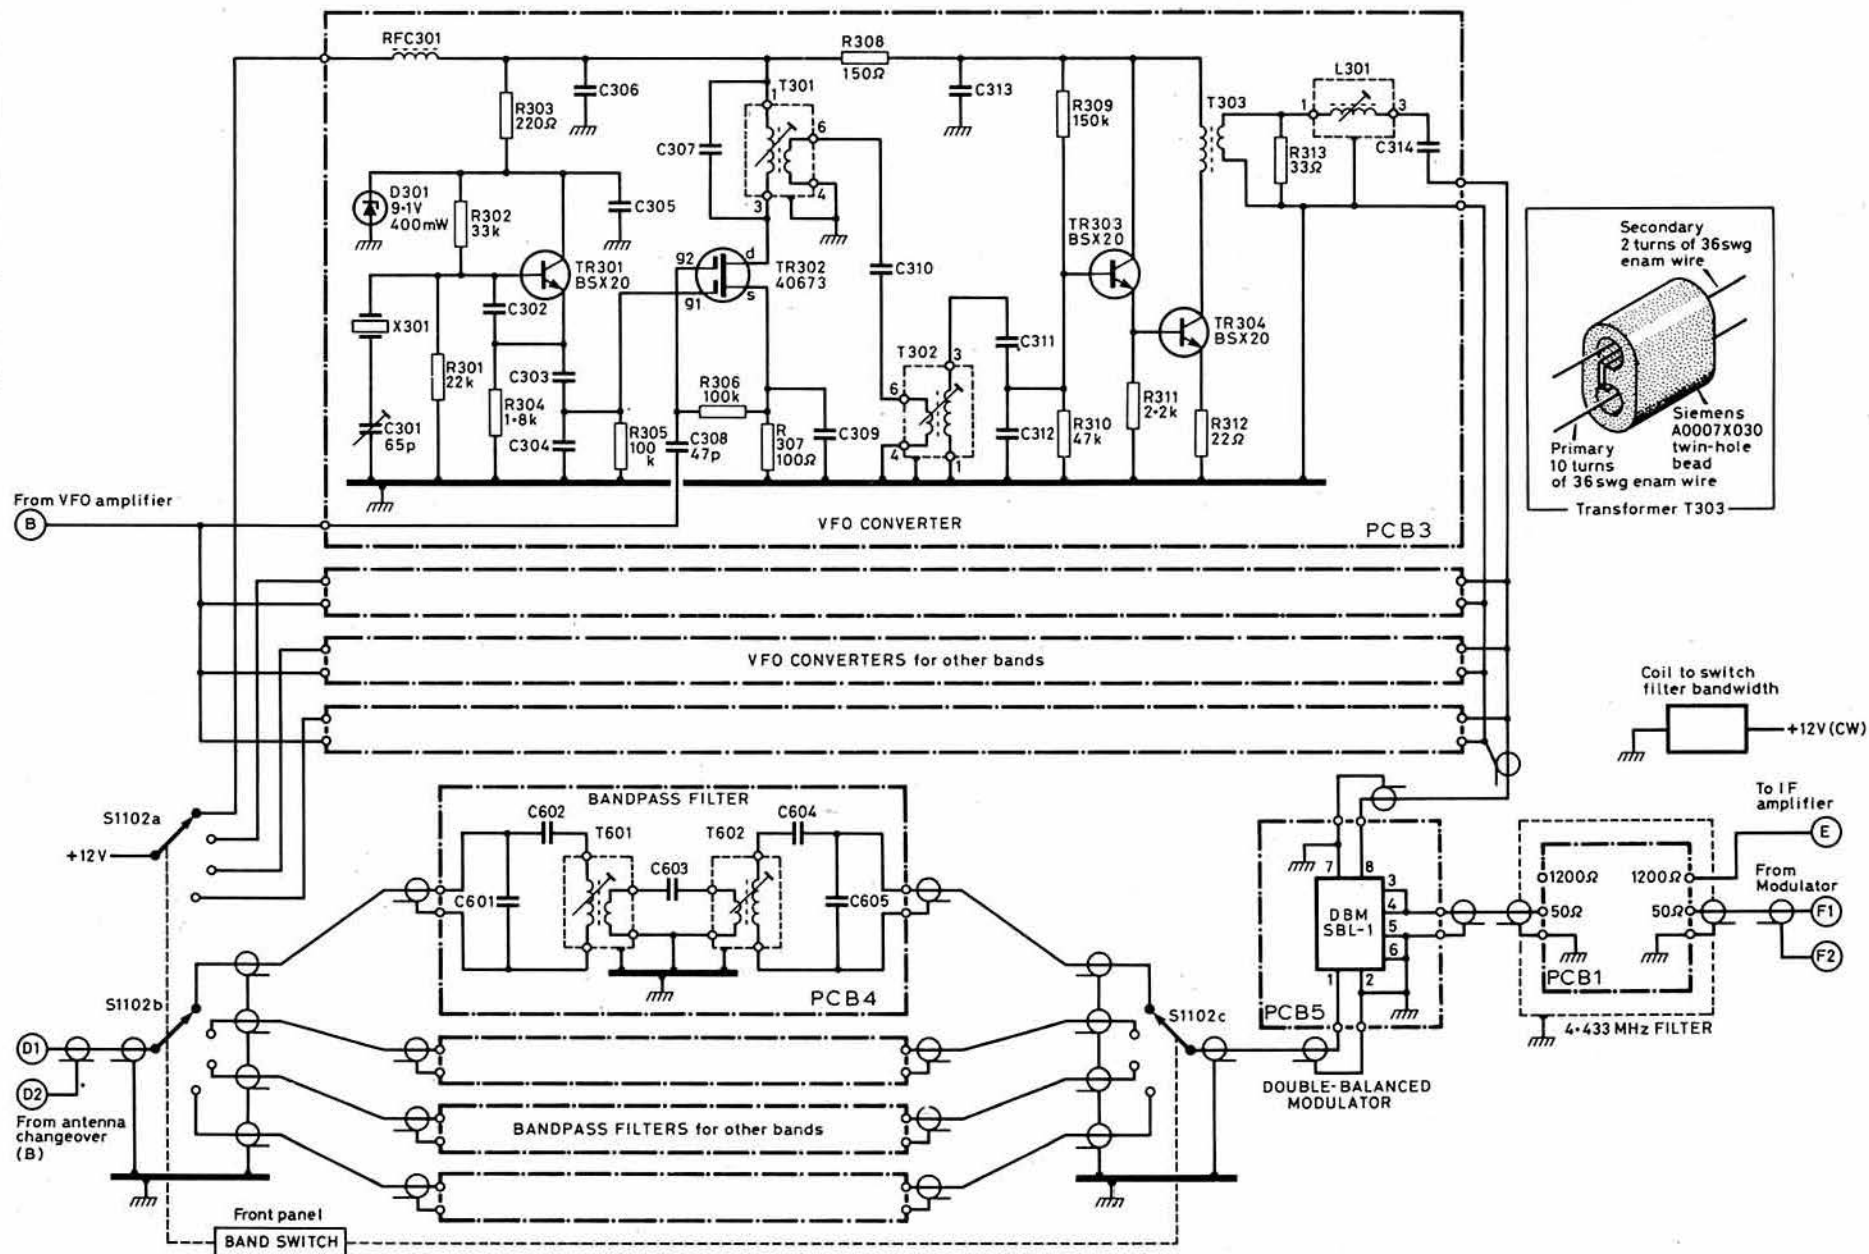 RFC301
R308
150Ω
L301
T301
C306
C313
T303
R303
220Ω
R309
150k
1
3
1
6
C307
R313
33Ω
C314
D301
9·1V
400mW
R302
33k
C305
3
4
Secondary
2 turns of 36swg
enam wire
TR303
BSX20
TR301
BSX20
g2
d
TR302
40673
C310
g1
s
C302
X301
TR304
BSX20
C311
T302
3
R301
22k
C303
R306
100k
6
R304
1·8k
R311
2·2k
Siemens
A0007X030
twin-hole
bead
C301
65p
C304
R305
100
k
C308
47p
R
307
100Ω
C309
C312
R310
47k
R312
22Ω
4
1
Primary
10 turns
of 36swg enam wire
Transformer T303
From VFO amplifier
B
VFO CONVERTER
PCB3
VFO CONVERTERS for other bands
Coil to switch
filter bandwidth
+12V(CW)
S1102a
+12V
BANDPASS FILTER
C602
C604
T601
T602
C603
C601
C605
PCB4
To IF
amplifier
E
7
8
3
4
5
6
DBM
SBL-1
1
2
PCB5
1200Ω
1200Ω
50Ω
50Ω
From
Modulator
F1
F2
PCB1
4·433 MHz FILTER
S1102b
S1102c
D1
D2
From antenna
changeover
(B)
DOUBLE-BALANCED
MODULATOR
BANDPASS FILTERS for other bands
Front panel
BAND SWITCH